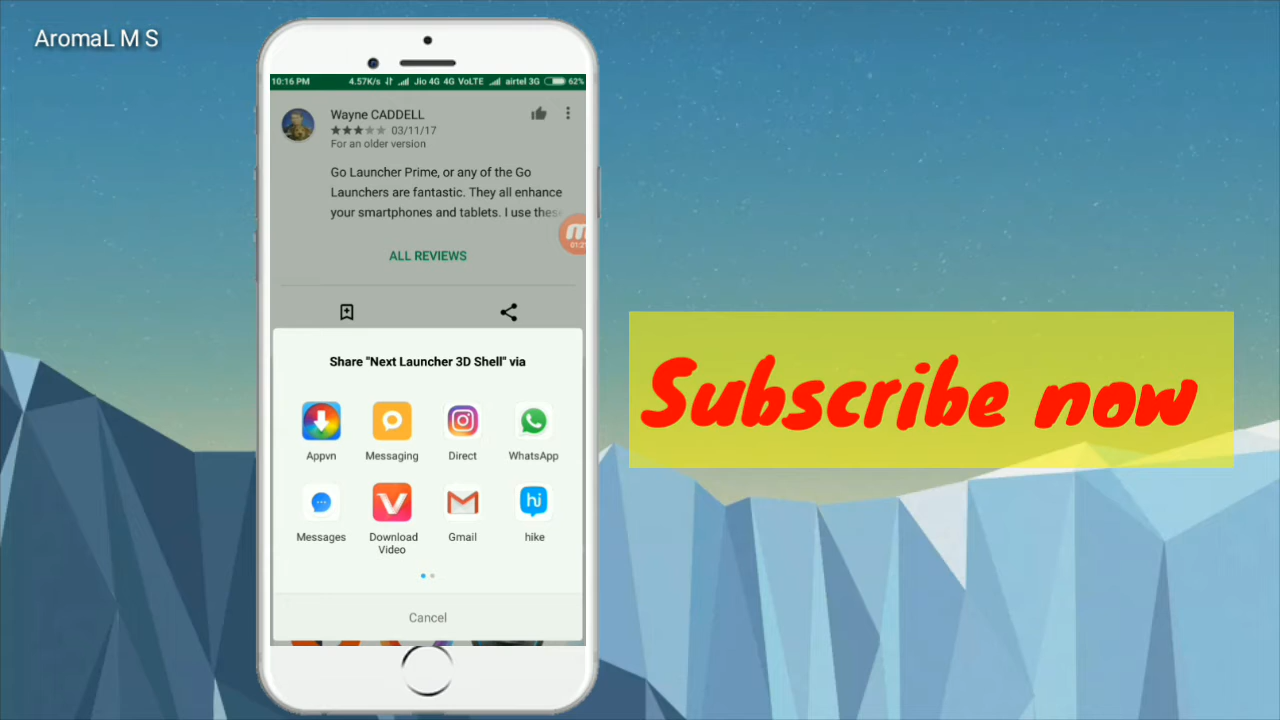 AromaL M S
10:16 PM 4.57K/s Jio 4G 4G VoLTE airtel 3G 62%
Wayne CADDELL
03/11/17
For an older version
Go Launcher Prime, or any of the Go
Launchers are fantastic. They all enhance
your smartphones and tablets. I use these
ALL REVIEWS
Share "Next Launcher 3D Shell" via
Appvn Messaging Direct WhatsApp
hi
Messages Download Video Gmail hike
Cancel
Subscribe now